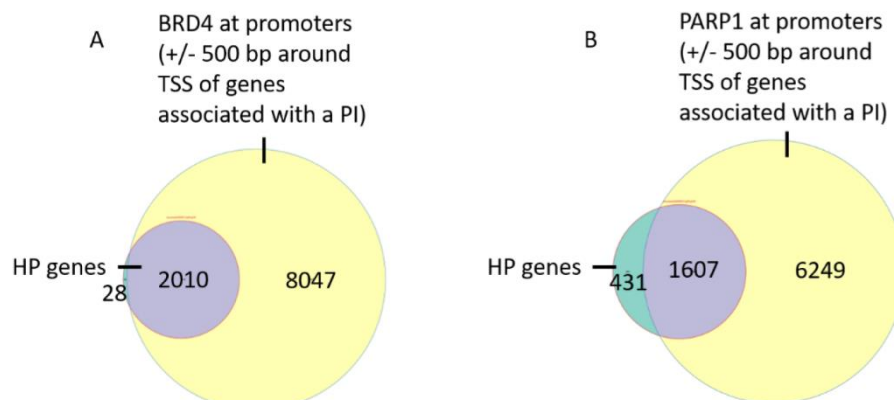 A
BRD4 at promoters
(+/- 500 bp around
TSS of genes
associated with a PI)
HP genes
28
2010
8047
B
PARP1 at promoters
(+/- 500 bp around
TSS of genes
associated with a PI)
HP genes
431
1607
6249